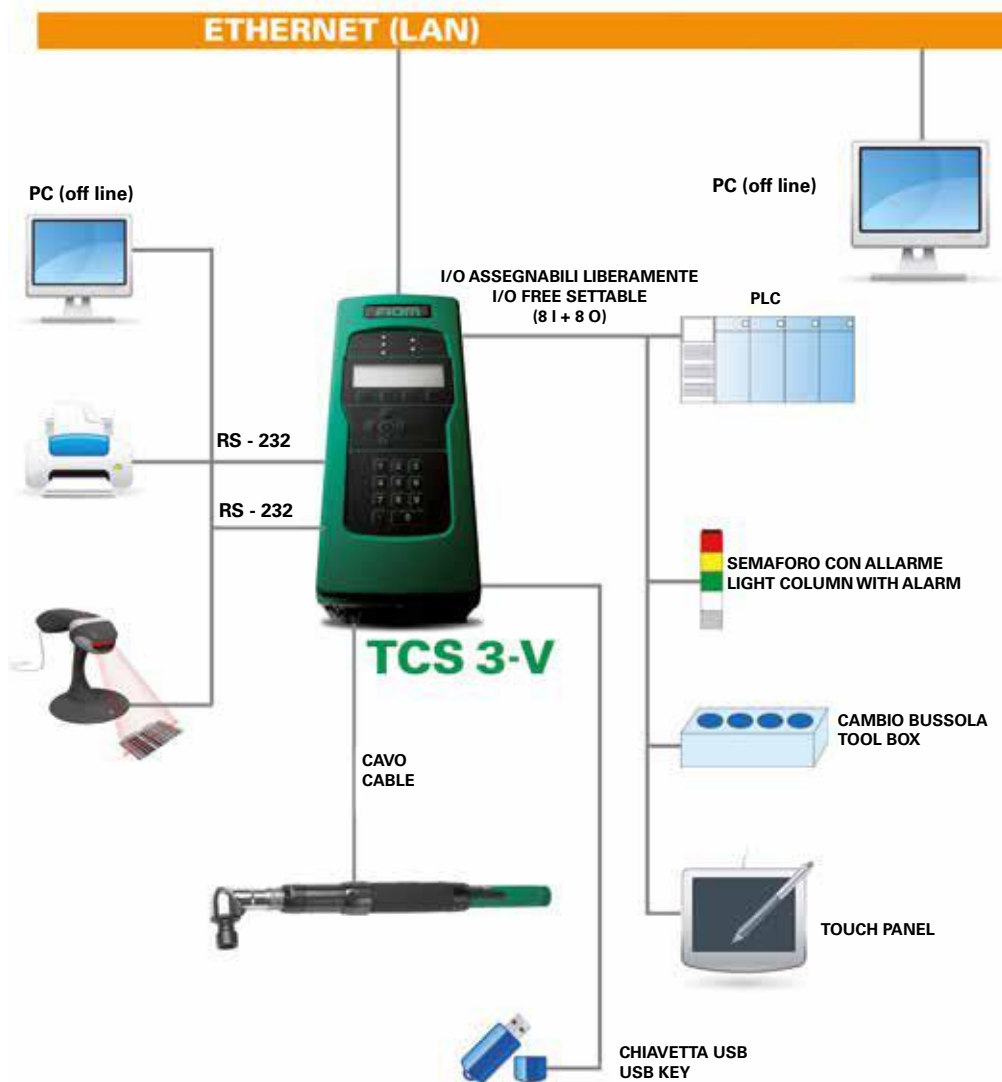 ETHERNET (LAN)
PC (off line)
PC (off line)
I/O ASSEGNABILI LIBERAMENTE
I/O FREE SETTABLE
(8 I + 8 O)
PLC
RS - 232
RS - 232
SEMAFORO CON ALLARME
LIGHT COLUMN WITH ALARM
TCS 3-V
CAMBIO BUSSOLA
TOOL BOX
CAVO
CABLE
TOUCH PANEL
CHIAVETTA USB
USB KEY